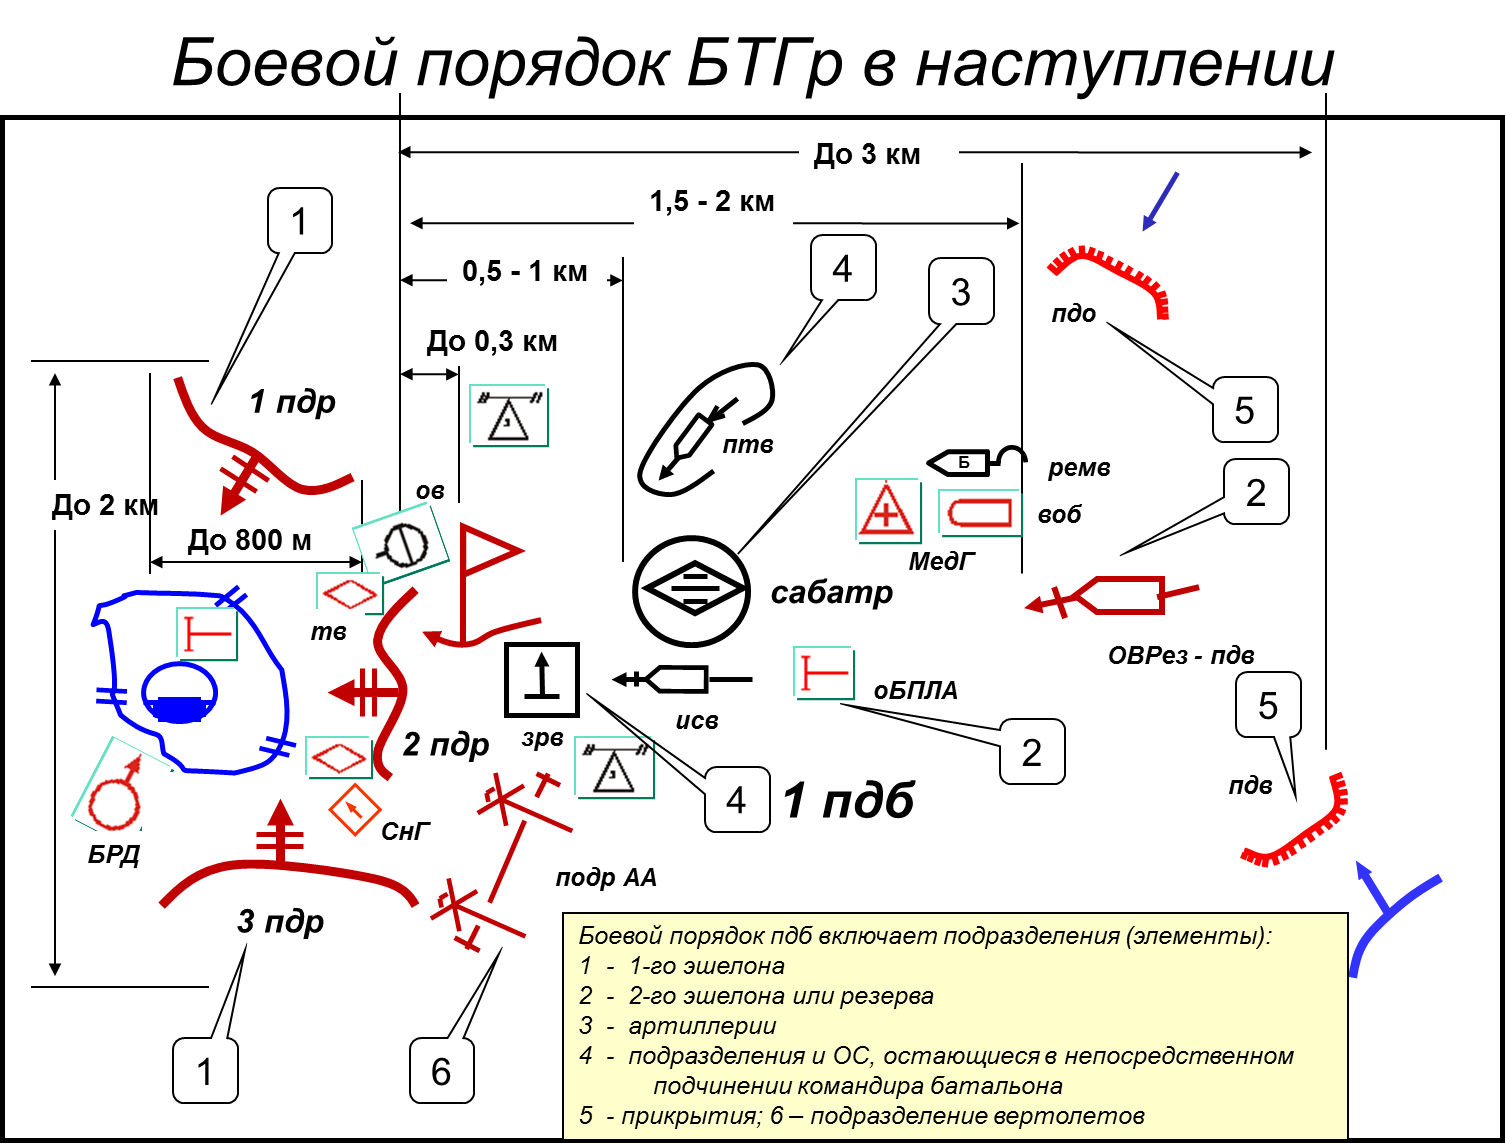 Боевой порядок БТГр в наступлении
До 3 км
1,5 - 2 км
1
4
3
0,5 - 1 км
пдо
До 0,3 км
5
1 пдр
птв
Б
ремв
2
До 2 км
ов
воб
До 800 м
МедГ
сабатр
тв
ОВРез - пдв
оБПЛА
5
исв
2 пдр
зрв
2
З
З
пдв
4
1 пдб
СнГ
БРД
подр АА
3 пдр
1
6
Боевой порядок пдб включает подразделения (элементы):
1 - 1-го эшелона
2 - 2-го эшелона или резерва
3 - артиллерии
4 - подразделения и ОС, остающиеся в непосредственном
подчинении командира батальона
5 - прикрытия; 6 – подразделение вертолетов